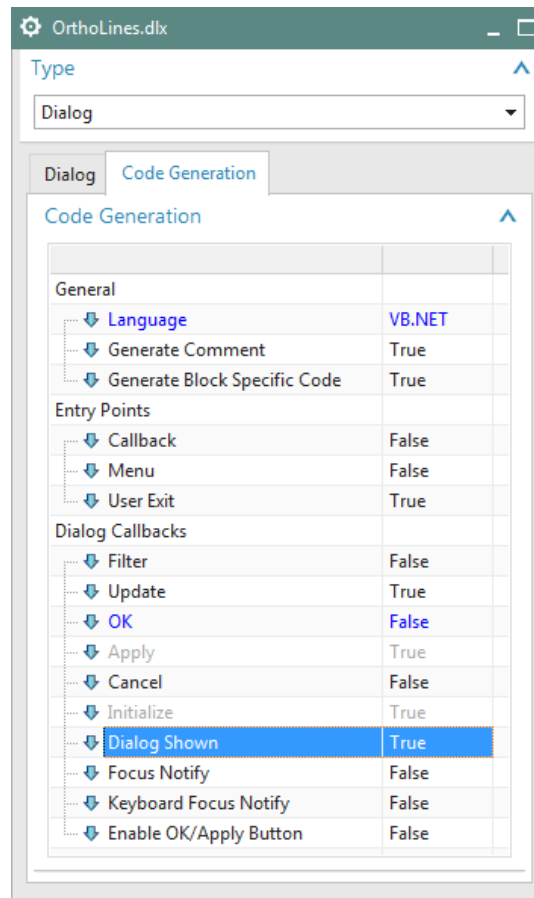 OrthoLines.dlx
Type
Dialog
Dialog Code Generation
Code Generation
General
Language VB.NET
Generate Comment True
Generate Block Specific Code True
Entry Points
Callback False
Menu False
User Exit True
Dialog Callbacks
Filter False
Update True
OK False
Apply True
Cancel False
Initialize True
Dialog Shown True
Focus Notify False
Keyboard Focus Notify False
Enable OK/Apply Button False